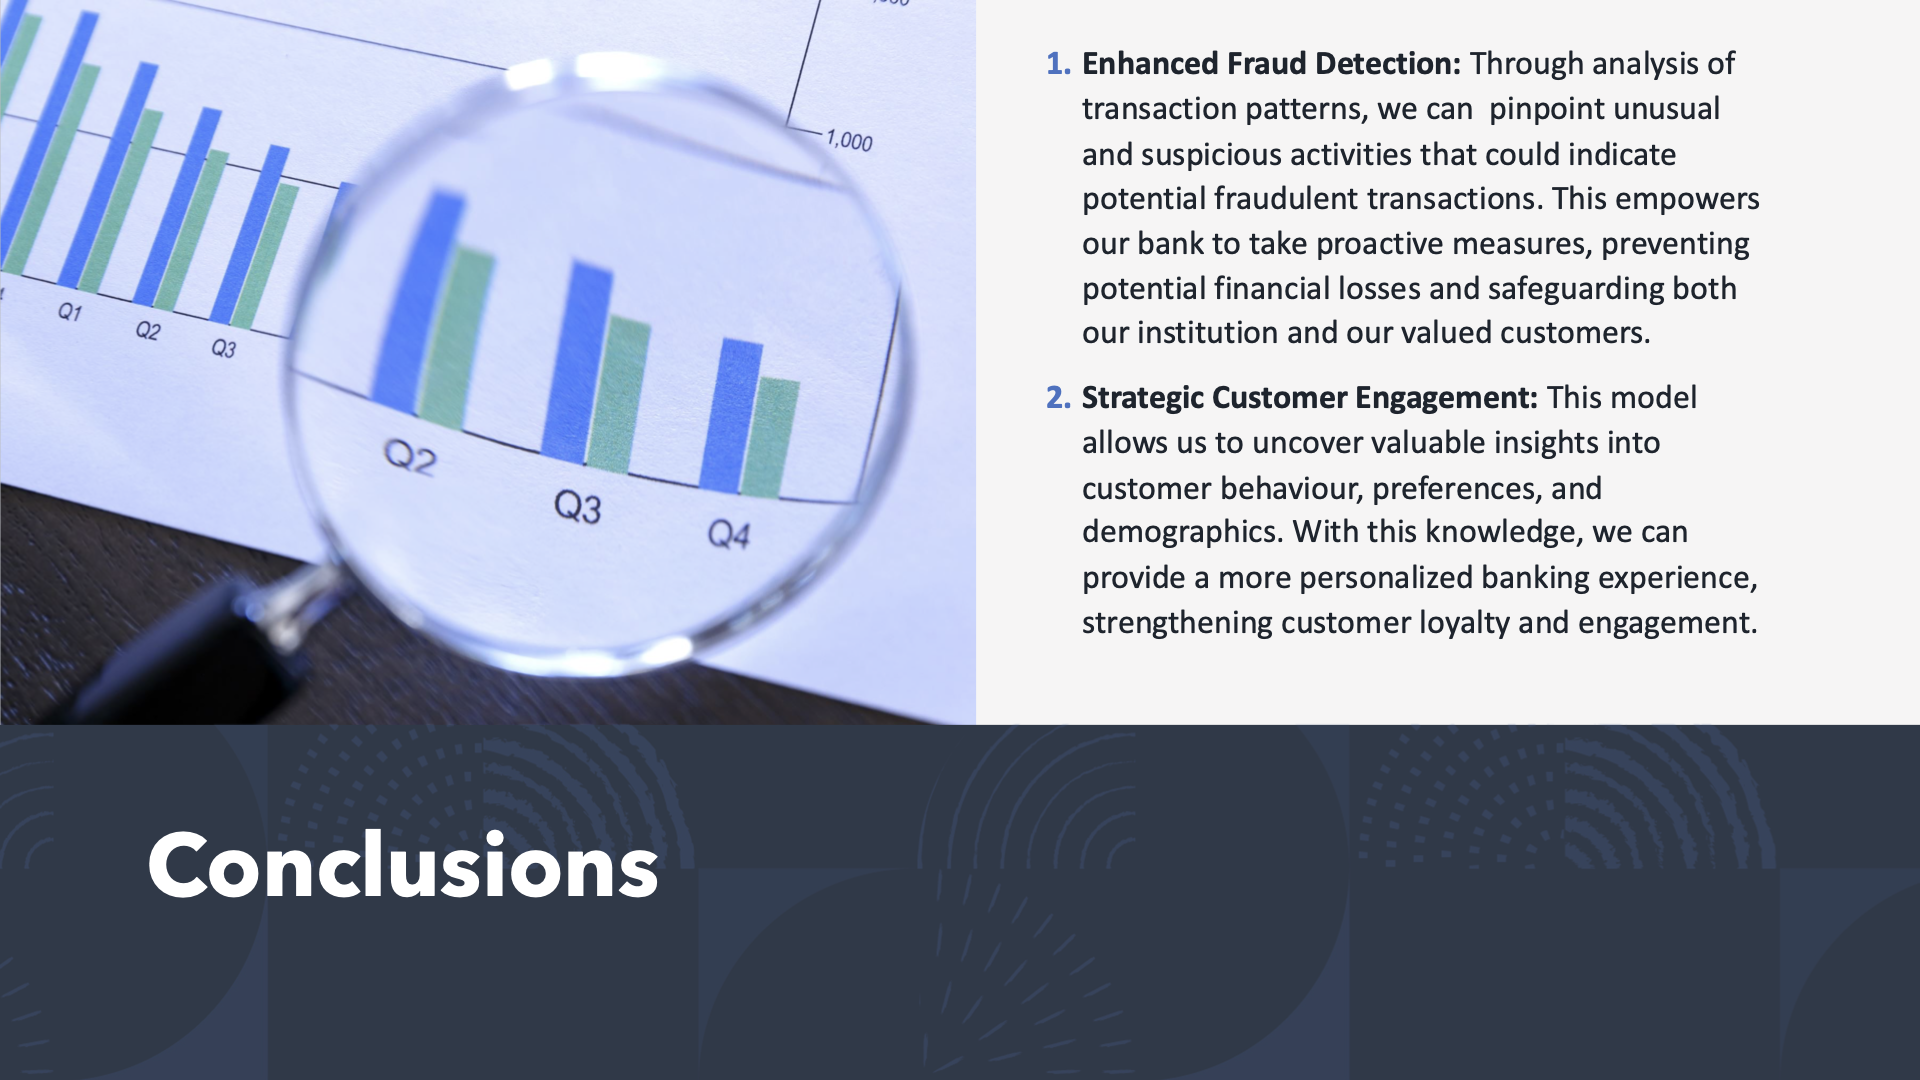 1,000
Q1
Q2
Q3
Q2
Q3
Q4
1. Enhanced Fraud Detection: Through analysis of
transaction patterns, we can  pinpoint unusual
and suspicious activities that could indicate
potential fraudulent transactions. This empowers
our bank to take proactive measures, preventing
potential financial losses and safeguarding both
our institution and our valued customers.
2. Strategic Customer Engagement: This model
allows us to uncover valuable insights into
customer behaviour, preferences, and
demographics. With this knowledge, we can
provide a more personalized banking experience,
strengthening customer loyalty and engagement.
Conclusions